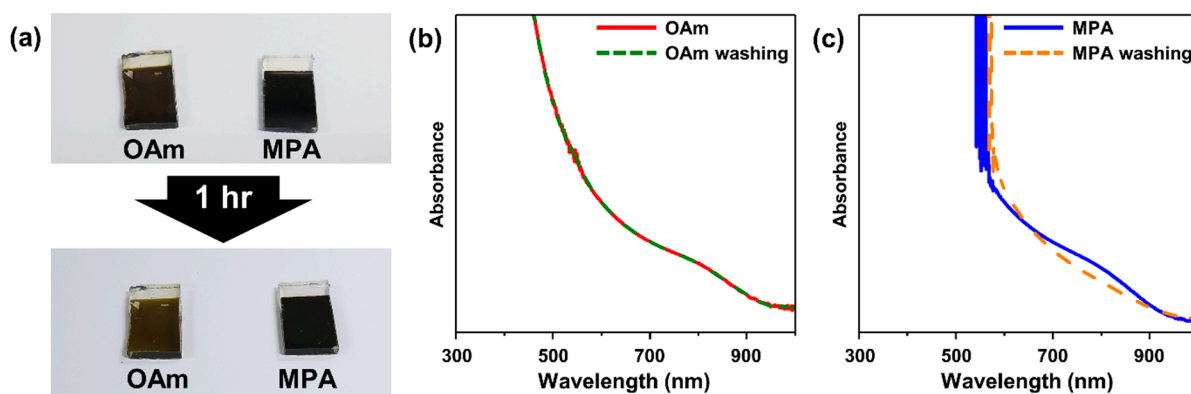 (a)
OAm MPA
1 hr
OAm MPA
(b)
OAm
OAm washing
Absorbance
300 500 700 900
Wavelength (nm)
(c)
MPA
MPA washing
Absorbance
300 500 700 900
Wavelength (nm)